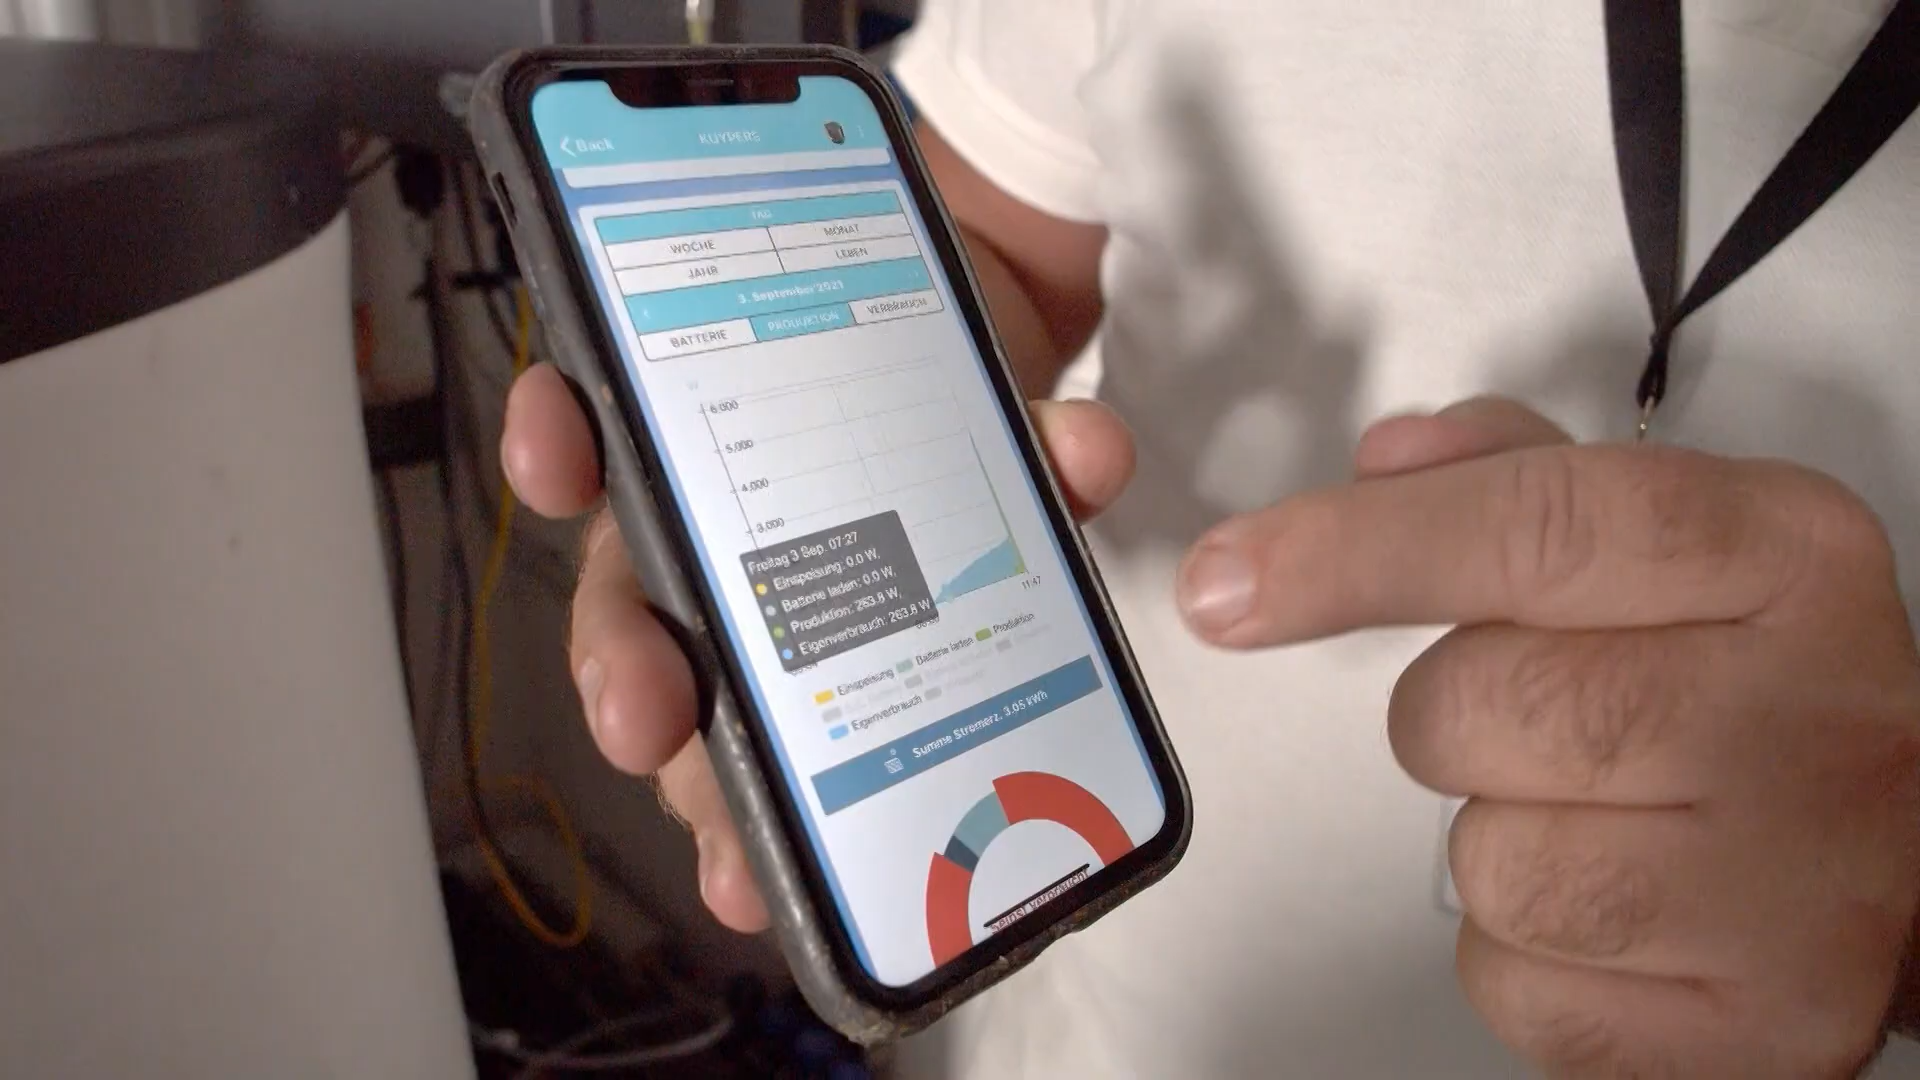 Back KUYPERS
TAG
WOCHE MONAT
JAHR LEBEN
3. September 2021
BATTERIE PRODUKTION VERBRAUCH
W
6,000
5,000
4,000
3,000
Freitag 3 Sep. 07:27
Einspeisung: 0.0 W,
Batterie laden: 0.0 W,
Produktion: 263.8 W,
Eigenverbrauch: 263.8 W
11:47
Einspeisung Batterie laden Produktion
Eigenverbrauch
Summe Stromerz. 3.05 kWh
selbst verbraucht